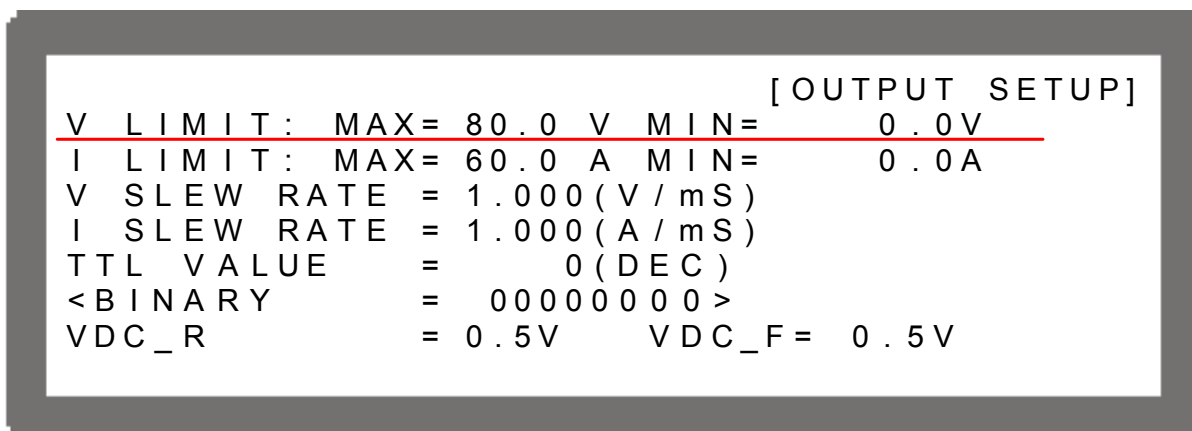 [OUTPUT SETUP]
V LIMIT: MAX= 80.0 V MIN= 0.0V
I LIMIT: MAX= 60.0 A MIN= 0.0A
V SLEW RATE = 1.000(V/mS)
I SLEW RATE = 1.000(A/mS)
TTL VALUE = 0(DEC)
<BINARY = 00000000>
VDC_R = 0.5V VDC_F= 0.5V